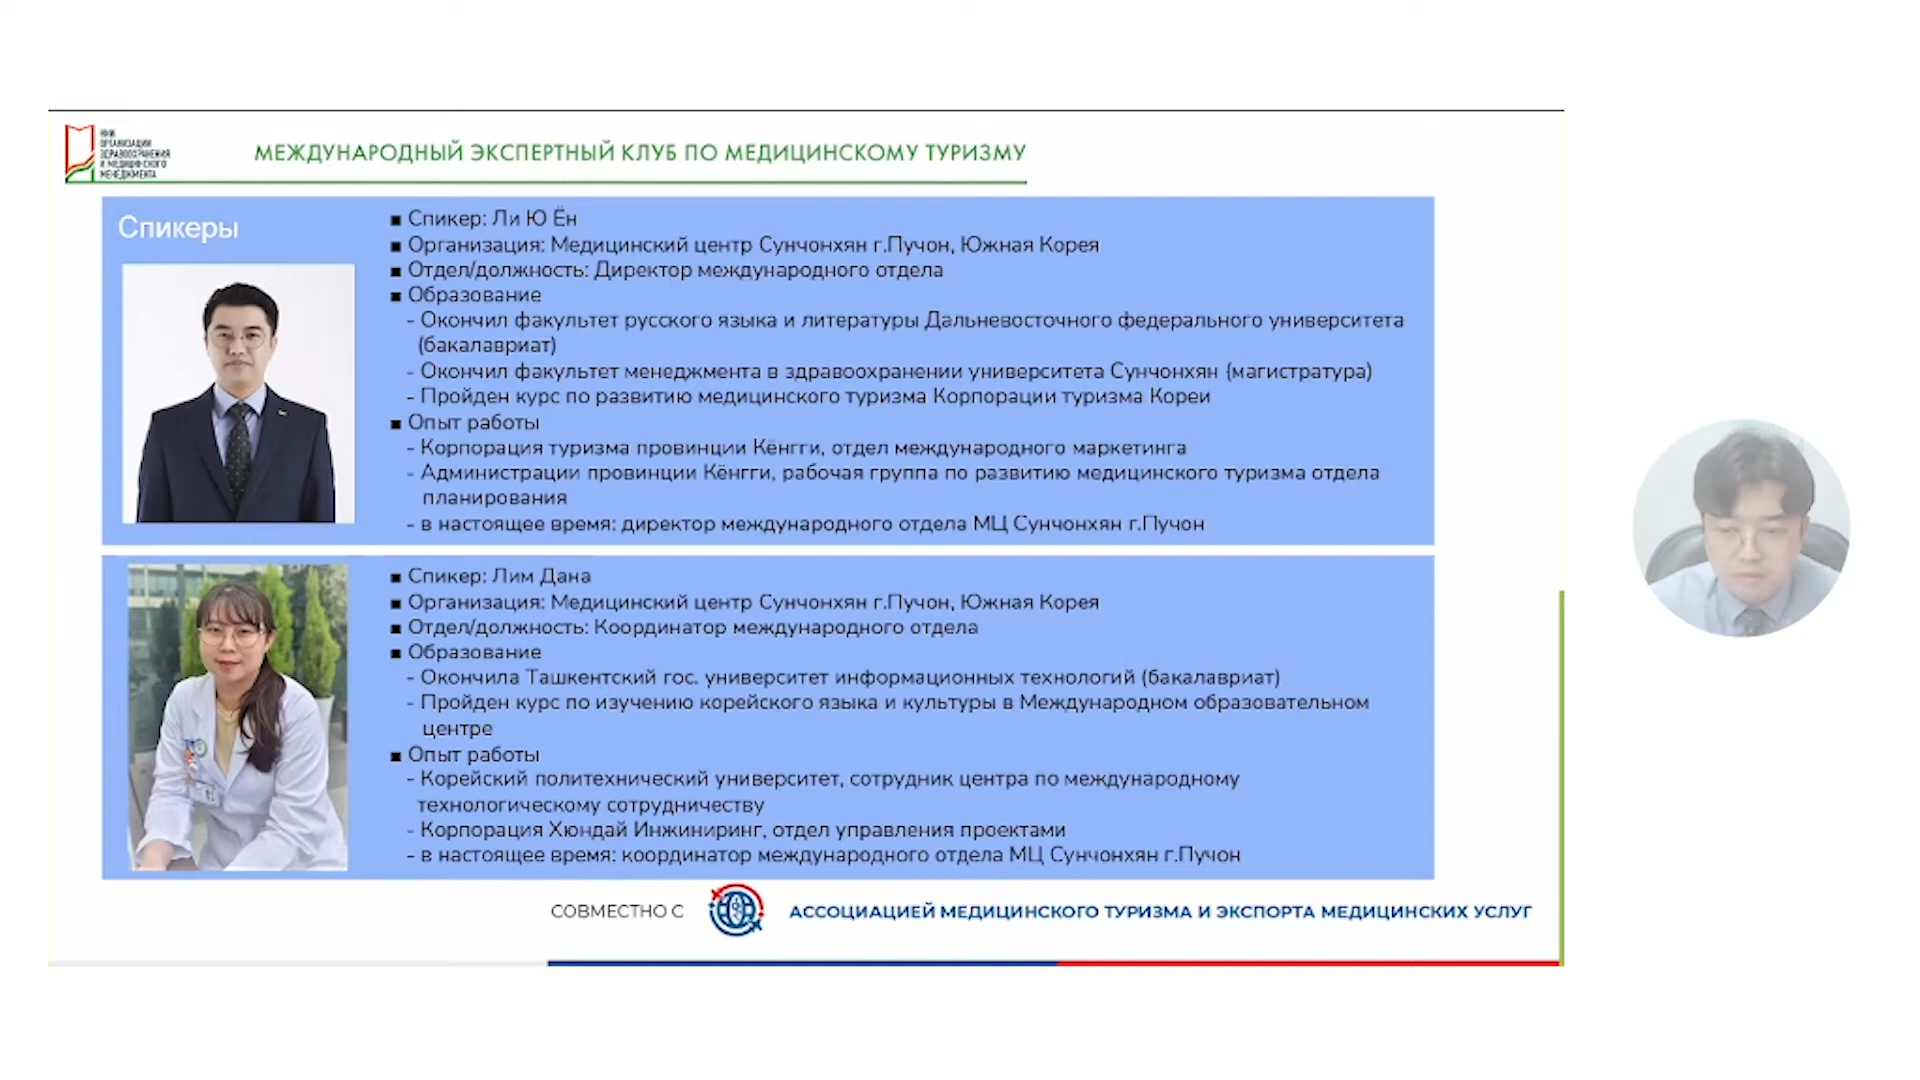 НИИ
ОРГАНИЗАЦИИ
ЗДРАВООХРАНЕНИЯ
И МЕДИЦИНСКОГО
МЕНЕДЖМЕНТА
МЕЖДУНАРОДНЫЙ ЭКСПЕРТНЫЙ КЛУБ ПО МЕДИЦИНСКОМУ ТУРИЗМУ
Спикеры
■ Спикер: Ли Ю Ён
■ Организация: Медицинский центр Сунчонхян г.Пучон, Южная Корея
■ Отдел/должность: Директор международного отдела
■ Образование
- Окончил факультет русского языка и литературы Дальневосточного федерального университета
(бакалавриат)
- Окончил факультет менеджмента в здравоохранении университета Сунчонхян (магистратура)
- Пройден курс по развитию медицинского туризма Корпорации туризма Кореи
■ Опыт работы
- Корпорация туризма провинции Кёнгги, отдел международного маркетинга
- Администрации провинции Кёнгги, рабочая группа по развитию медицинского туризма отдела
планирования
- в настоящее время: директор международного отдела МЦ Сунчонхян г.Пучон
■ Спикер: Лим Дана
■ Организация: Медицинский центр Сунчонхян г.Пучон, Южная Корея
■ Отдел/должность: Координатор международного отдела
■ Образование
- Окончила Ташкентский гос. университет информационных технологий (бакалавриат)
- Пройден курс по изучению корейского языка и культуры в Международном образовательном
центре
■ Опыт работы
- Корейский политехнический университет, сотрудник центра по международному
технологическому сотрудничеству
- Корпорация Хюндай Инжиниринг, отдел управления проектами
- в настоящее время: координатор международного отдела МЦ Сунчонхян г.Пучон
СОВМЕСТНО С АССОЦИАЦИЕЙ МЕДИЦИНСКОГО ТУРИЗМА И ЭКСПОРТА МЕДИЦИНСКИХ УСЛУГ